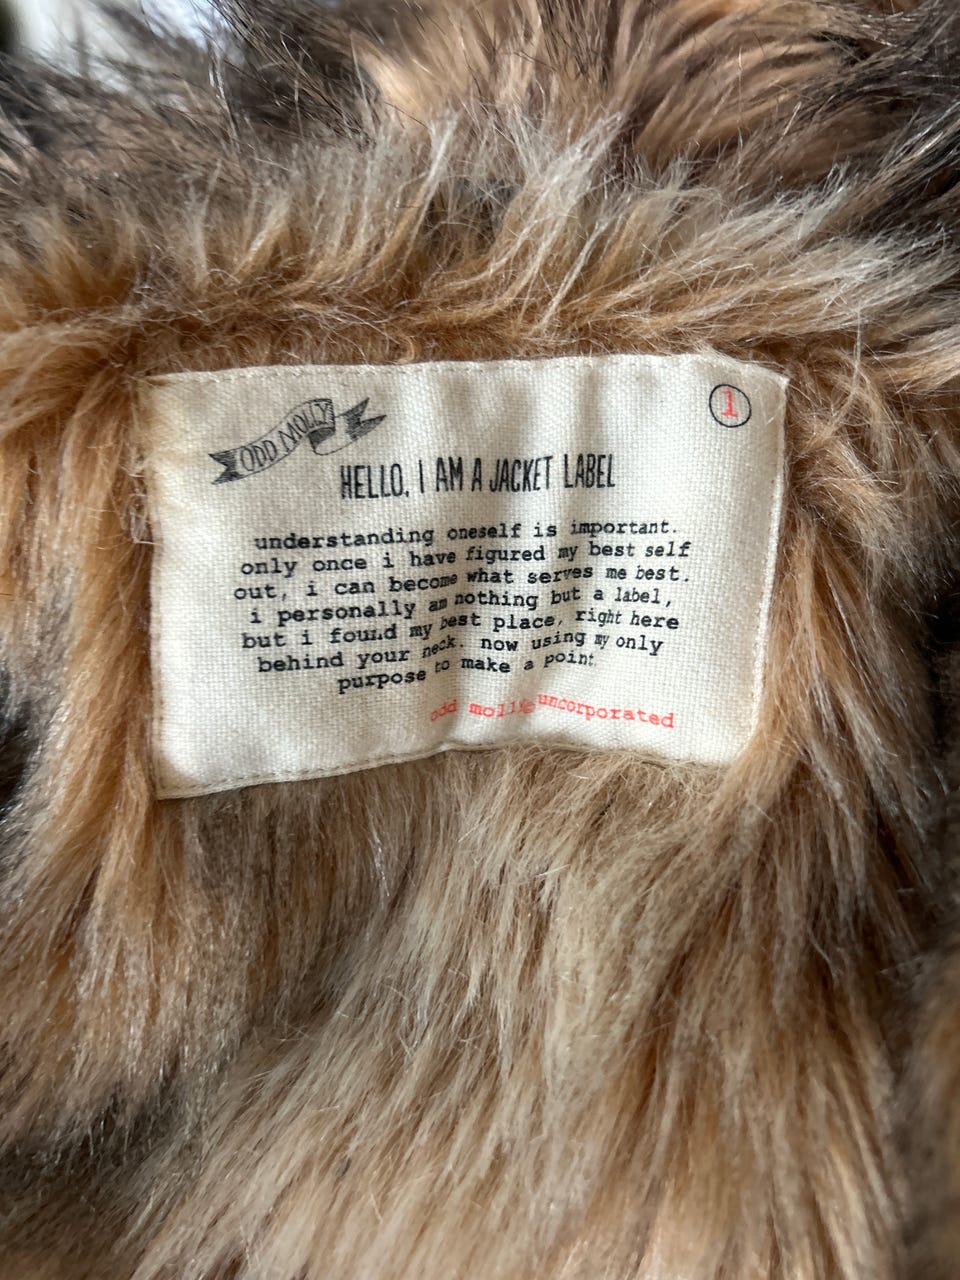 ODD MOLLY
1
HELLO, I AM A JACKET LABEL
understanding oneself is important.
only once i have figured my best self
out, i can become what serves me best.
i personally am nothing but a label,
but i found my best place, right here
behind your neck. now using my only
purpose to make a point
odd molly uncorporated